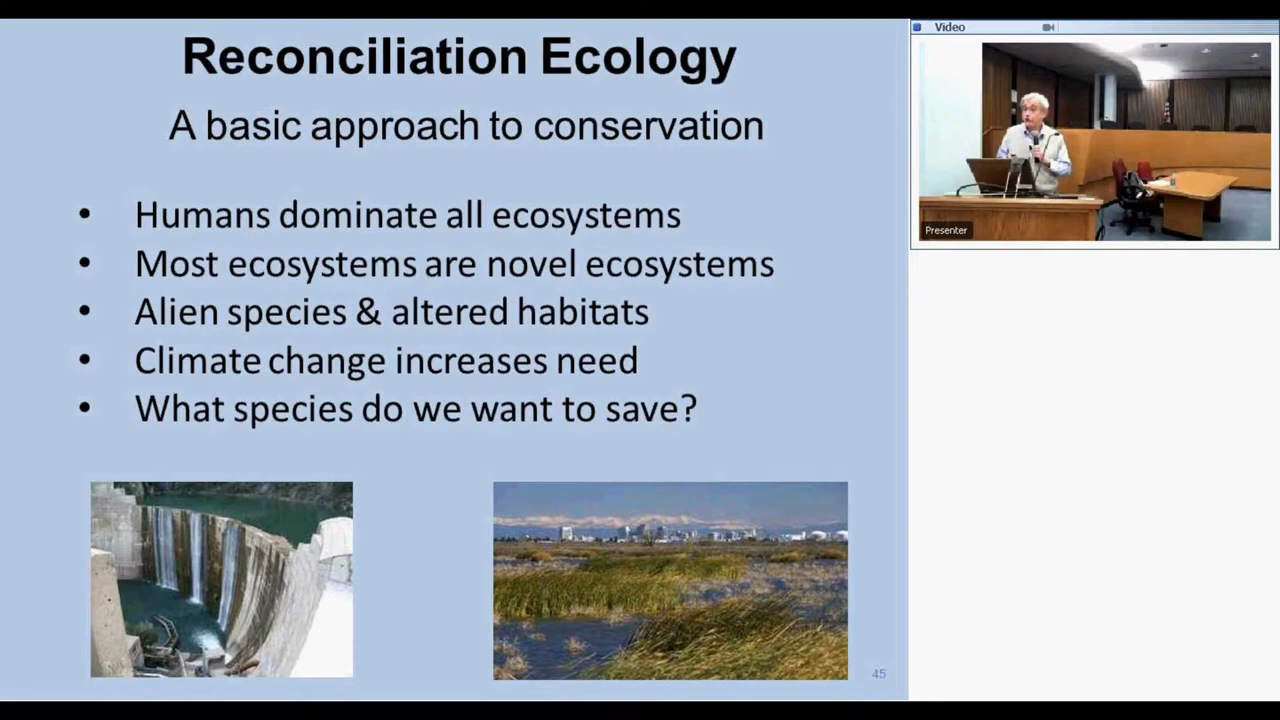 Reconciliation Ecology
A basic approach to conservation
• Humans dominate all ecosystems
• Most ecosystems are novel ecosystems
• Alien species & altered habitats
• Climate change increases need
• What species do we want to save?
45
Video
Presenter